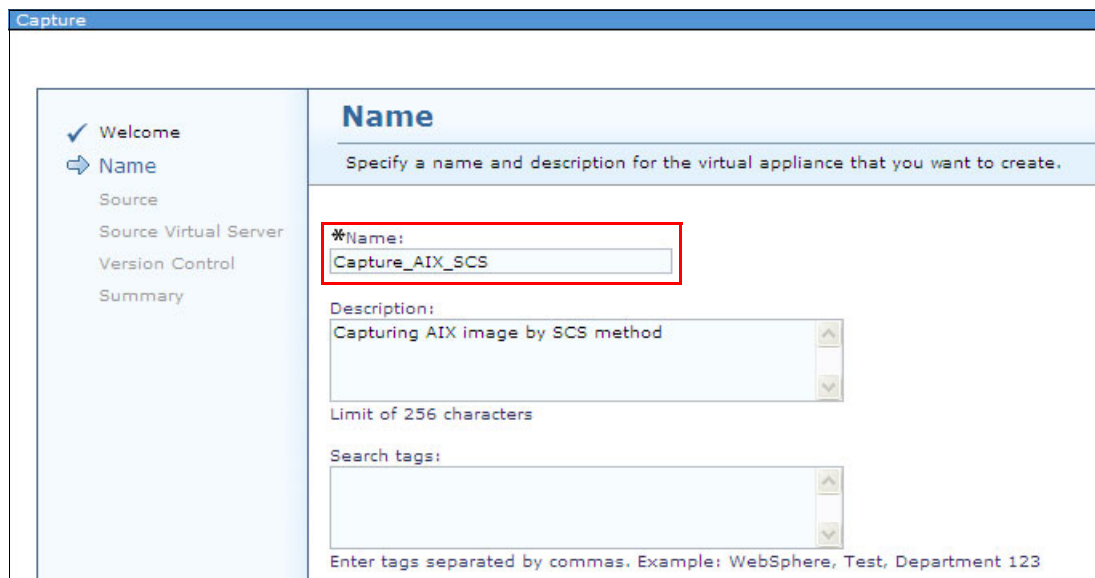 Capture
Welcome
Name
Source
Source Virtual Server
Version Control
Summary
Name
Specify a name and description for the virtual appliance that you want to create.
*Name:
Capture_AIX_SCS
Description:
Capturing AIX image by SCS method
Limit of 256 characters
Search tags:
Enter tags separated by commas. Example: WebSphere, Test, Department 123